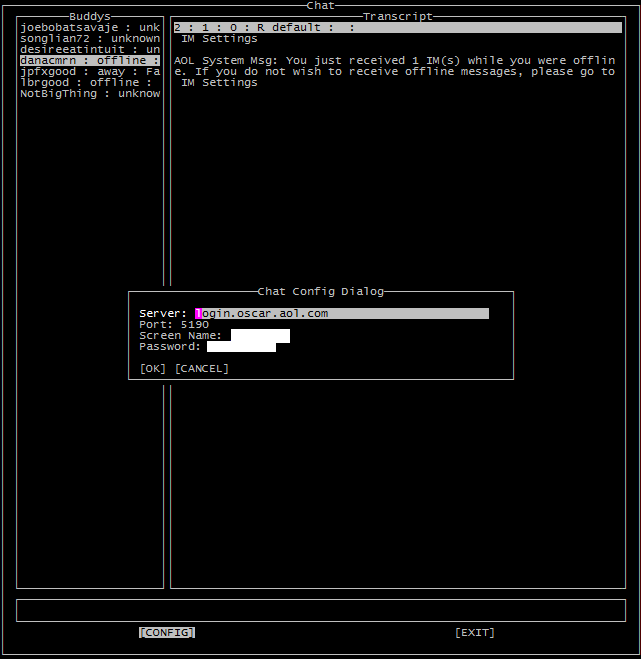 Chat
Buddys
joebobatsavaje : unk
songlian72 : unknown
desireeatintuit : un
danacmrn : offline :
jpfxgood : away : Fa
lbrgood : offline :
NotBigThing : unknow
Transcript
2 : 1 : 0 : R default :  :
IM Settings
AOL System Msg: You just received 1 IM(s) while you were offlin
e. If you do not wish to receive offline messages, please go to
IM Settings
Chat Config Dialog
Server: login.oscar.aol.com
Port: 5190
Screen Name:
Password:
[OK] [CANCEL]
[CONFIG]
[EXIT]